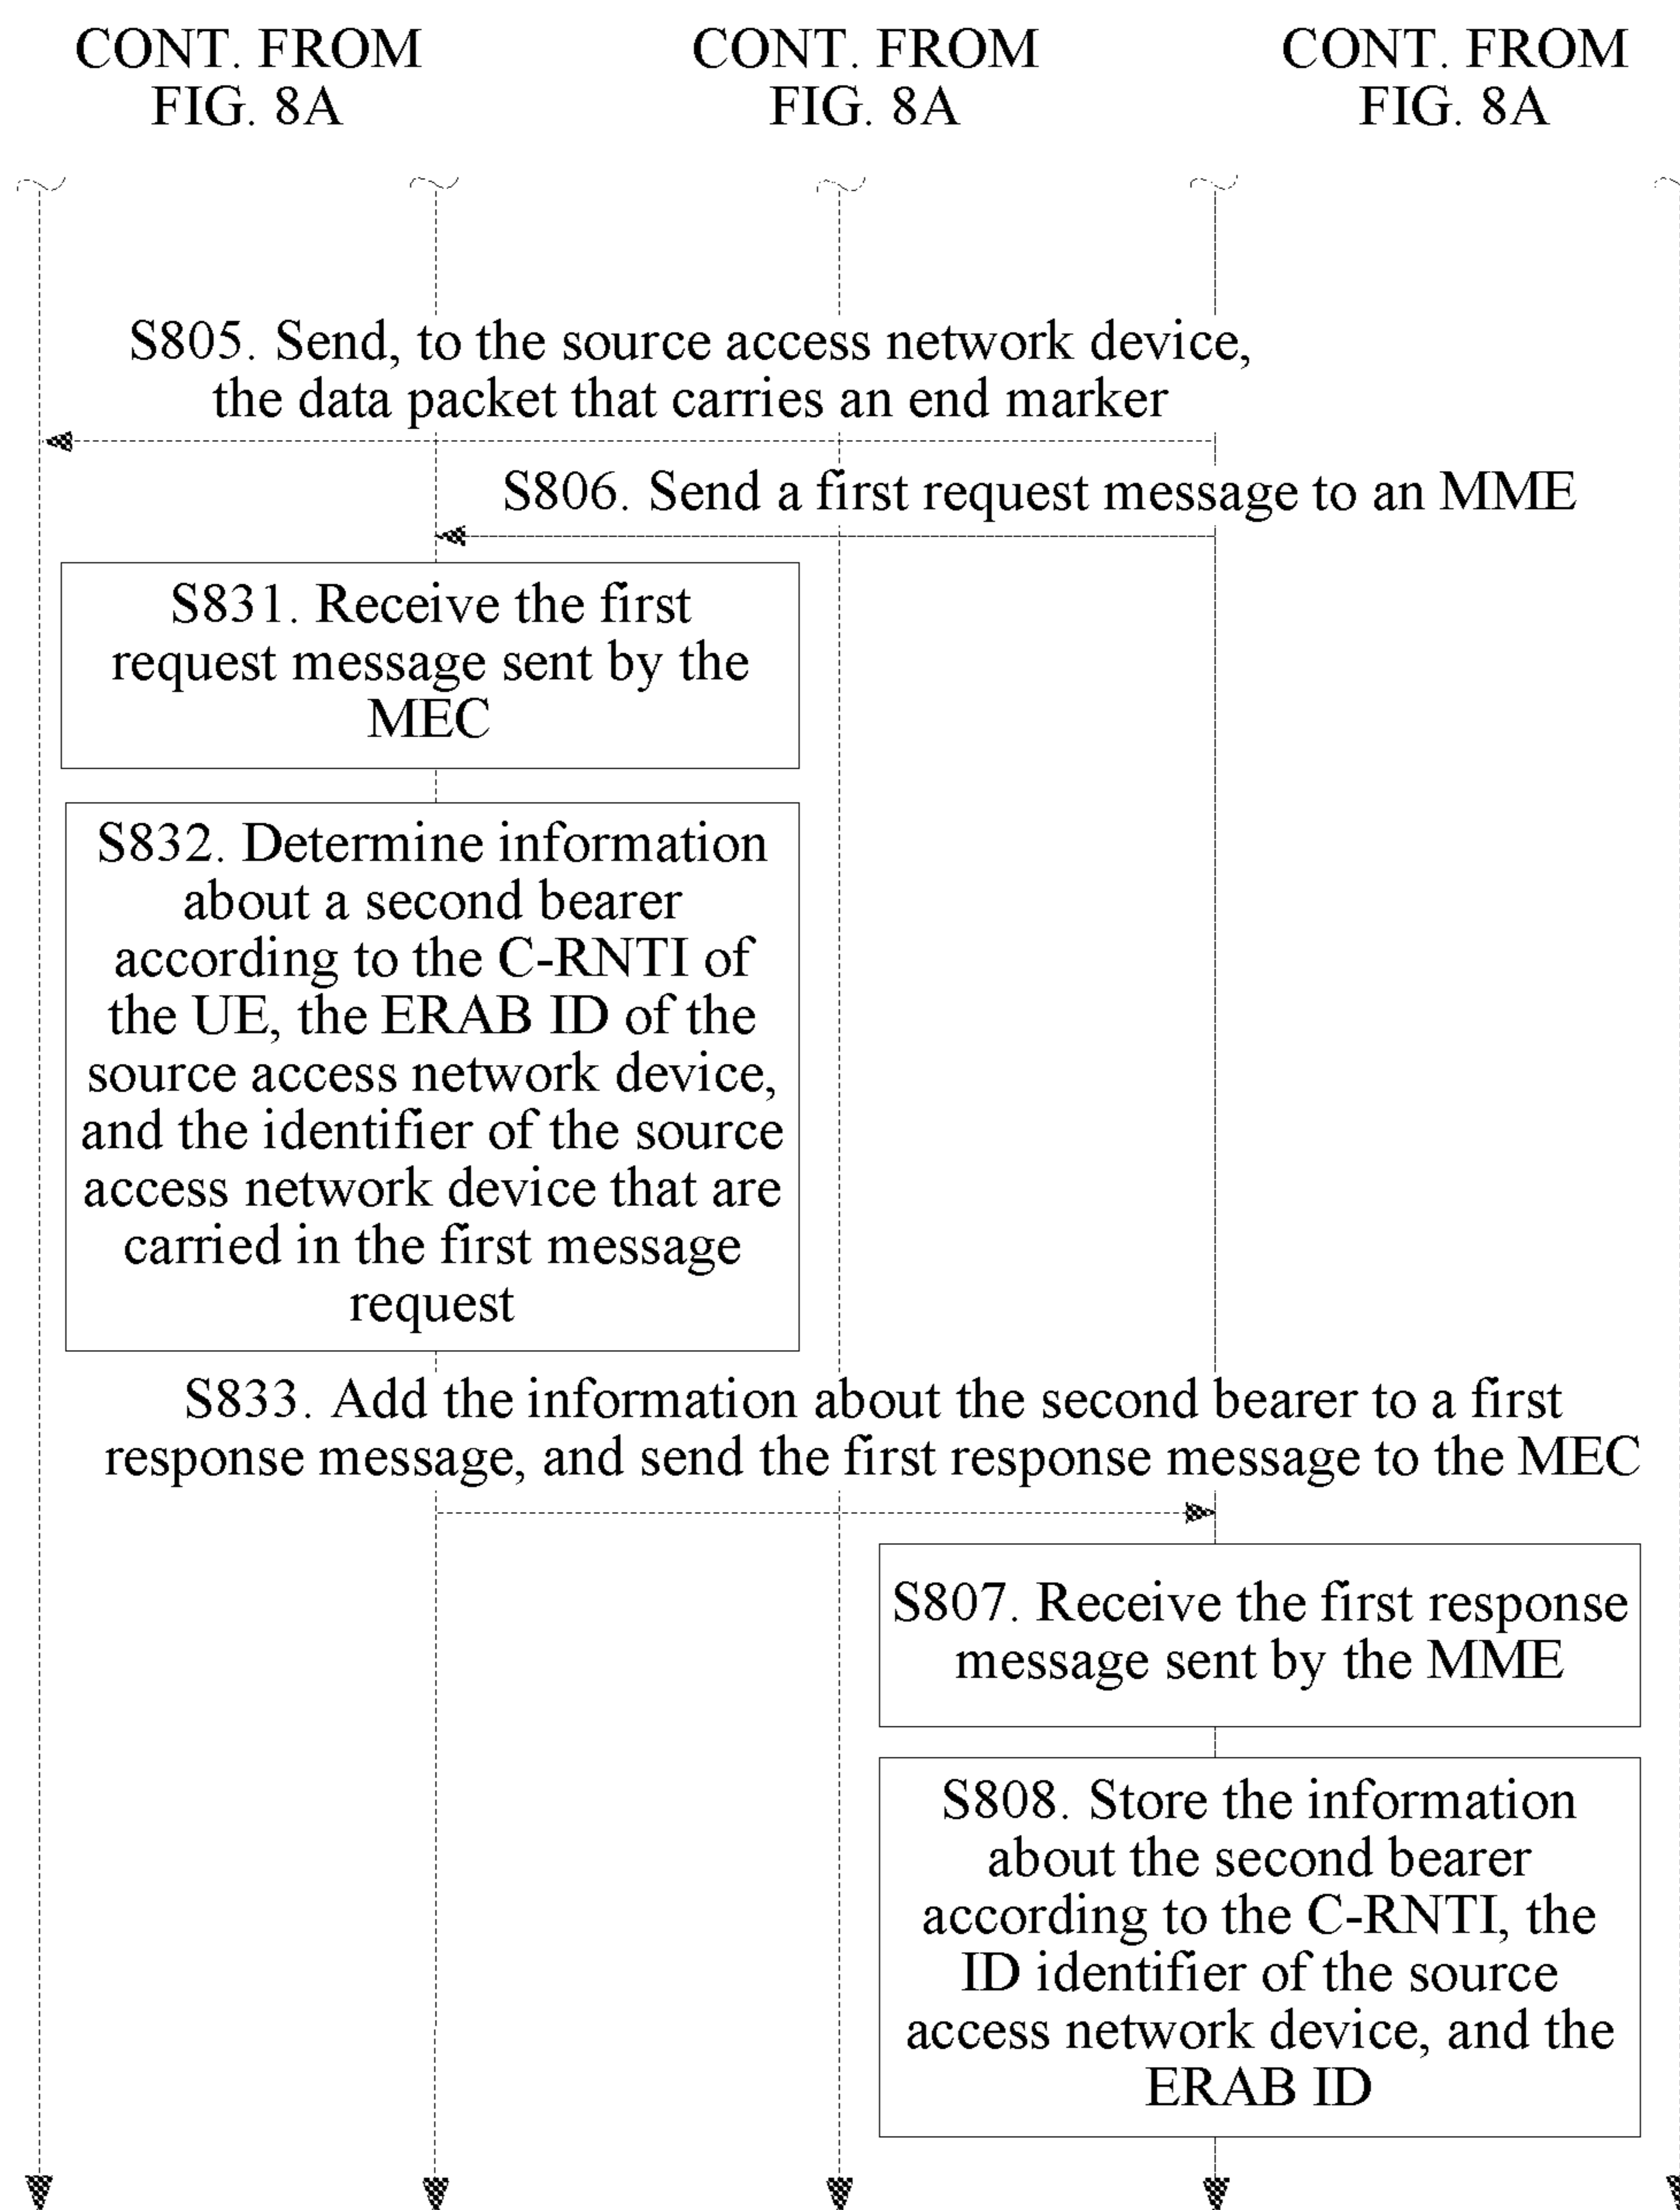 CONT. FROM
FIG. 8A
CONT. FROM
FIG. 8A
CONT. FROM
FIG. 8A
S805. Send, to the source access network device,
the data packet that carries an end marker
S806. Send a first request message to an MME
S831. Receive the first
request message sent by the
MEC
S832. Determine information
about a second bearer
according to the C-RNTI of
the UE, the ERAB ID of the
source access network device,
and the identifier of the source
access network device that are
carried in the first message
request
S833. Add the information about the second bearer to a first
response message, and send the first response message to the MEC
S807. Receive the first response
message sent by the MME
S808. Store the information
about the second bearer
according to the C-RNTI, the
ID identifier of the source
access network device, and the
ERAB ID